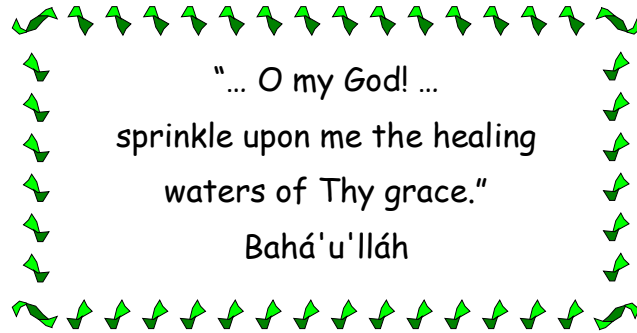 “… O my God! …
sprinkle upon me the healing
waters of Thy grace.”
Bahá'u'lláh